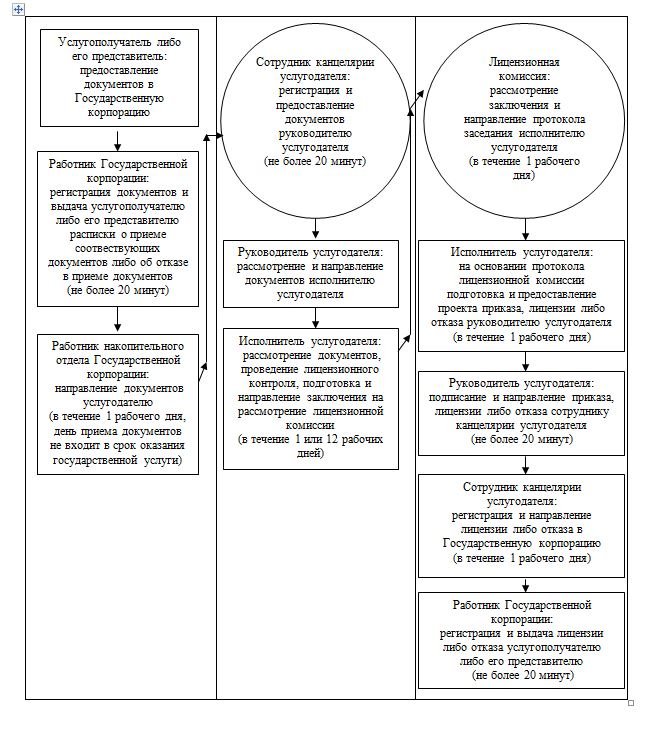 Услугополучатель либо
его представитель:
предоставление
документов в
Государственную
корпорацию
Работник Государственной
корпорации:
регистрация документов и
выдача услугополучателю
либо его представителю
расписки о приеме
соотвествующих
документов либо об отказе
в приеме документов
(не более 20 минут)
Работник накопительного
отдела Государственной
корпорации:
направление документов
услугодателю
(в течение 1 рабочего дня,
день приема документов
не входит в срок оказания
государственной услуги)
Сотрудник канцелярии
услугодателя:
регистрация и
предоставление
документов
руководителю
услугодателя
(не более 20 минут)
Руководитель услугодателя:
рассмотрение и направление
документов исполнителю
услугодателя
Исполнитель услугодателя:
рассмотрение документов,
проведение лицензионного
контроля, подготовка и
направление заключения на
рассмотрение лицензионной
комиссии
(в течение 1 или 12 рабочих
дней)
Лицензионная
комиссия:
рассмотрение
заключения и
направление протокола
заседания исполнителю
услугодателя
(в течение 1 рабочего
дня)
Исполнитель услугодателя:
на основании протокола
лицензионной комиссии
подготовка и предоставление
проекта приказа, лицензии либо
отказа руководителю услугодателя
(в течение 1 рабочего дня)
Руководитель услугодателя:
подписание и направление приказа,
лицензии либо отказа сотруднику
канцелярии услугодателя
(не более 20 минут)
Сотрудник канцелярии
услугодателя:
регистрация и направление
лицензии либо отказа в
Государственную корпорацию
(в течение 1 рабочего дня)
Работник Государственной
корпорации:
регистрация и выдача лицензии
либо отказа услугополучателю
либо его представителю
(не более 20 минут)